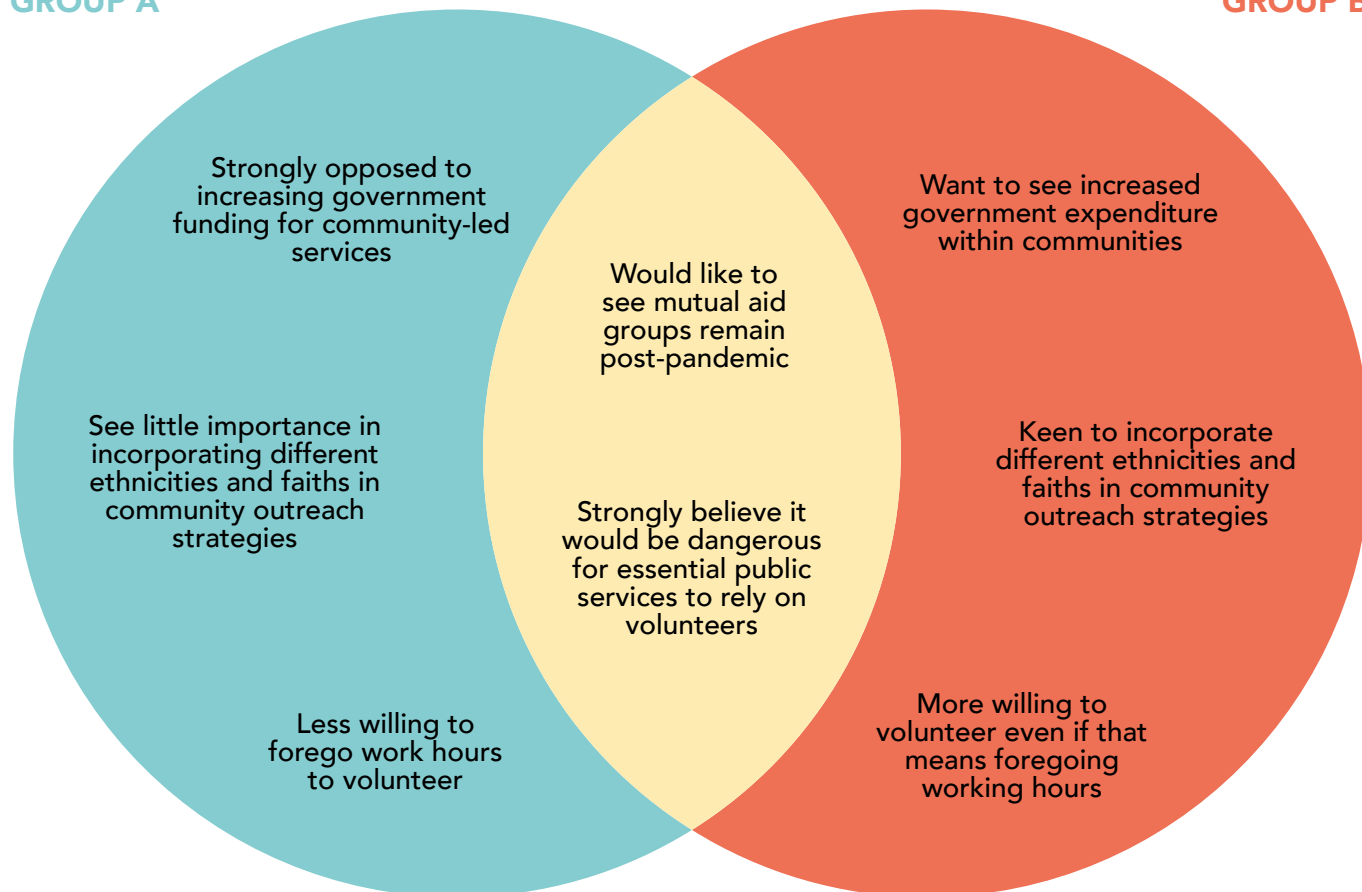 GROUP A
GROUP B
Strongly opposed to
increasing government
funding for community-led
services
See little importance in
incorporating different
ethnicities and faiths in
community outreach
strategies
Less willing to
forego work hours
to volunteer
Would like to
see mutual aid
groups remain
post-pandemic
Strongly believe it
would be dangerous
for essential public
services to rely on
volunteers
Want to see increased
government expenditure
within communities
Keen to incorporate
different ethnicities and
faiths in community
outreach strategies
More willing to
volunteer even if that
means foregoing
working hours